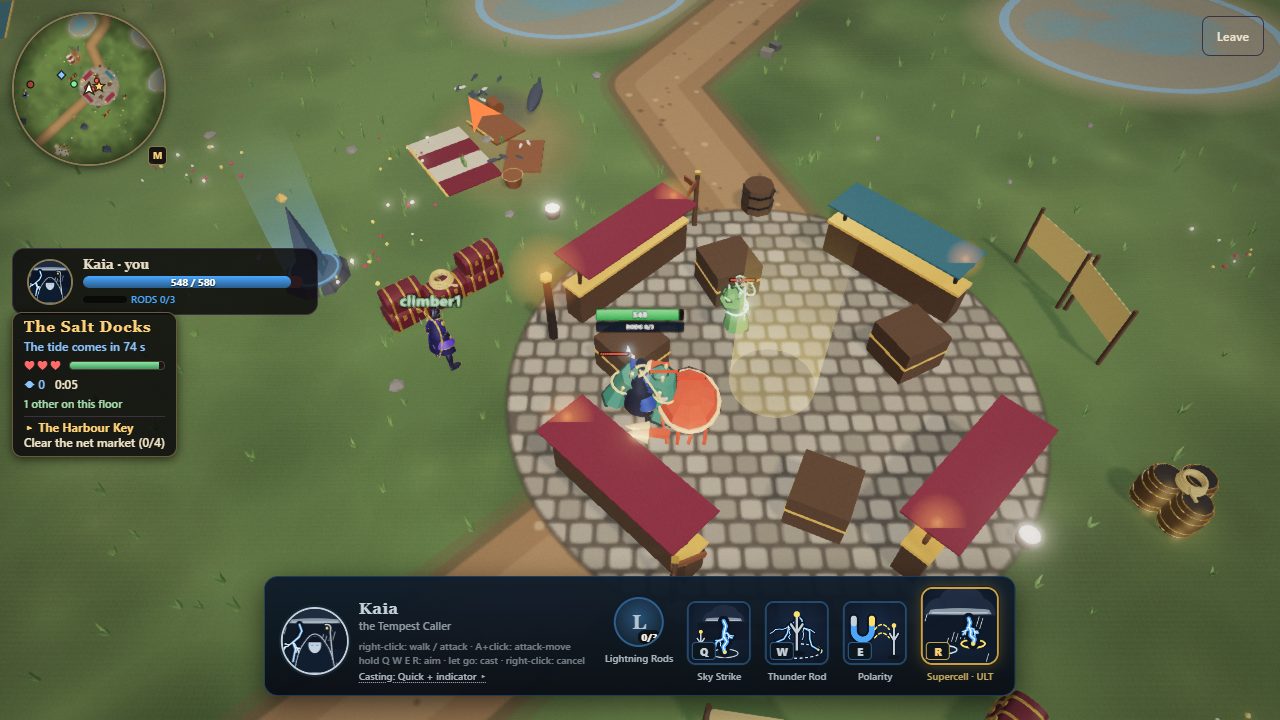 Leave
M
Kaia · you
548 / 580
RODS 0/3
The Salt Docks
The tide comes in 74 s
0 0:05
1 other on this floor
▸ The Harbour Key
Clear the net market (0/4)
climber1
548
RODS 0/3
Kaia
the Tempest Caller
right-click: walk / attack · A+click: attack-move
hold Q W E R: aim · let go: cast · right-click: cancel
Casting: Quick + indicator ▸
L
Lightning Rods
Q
Sky Strike
W
Thunder Rod
E
Polarity
R
Supercell · ULT